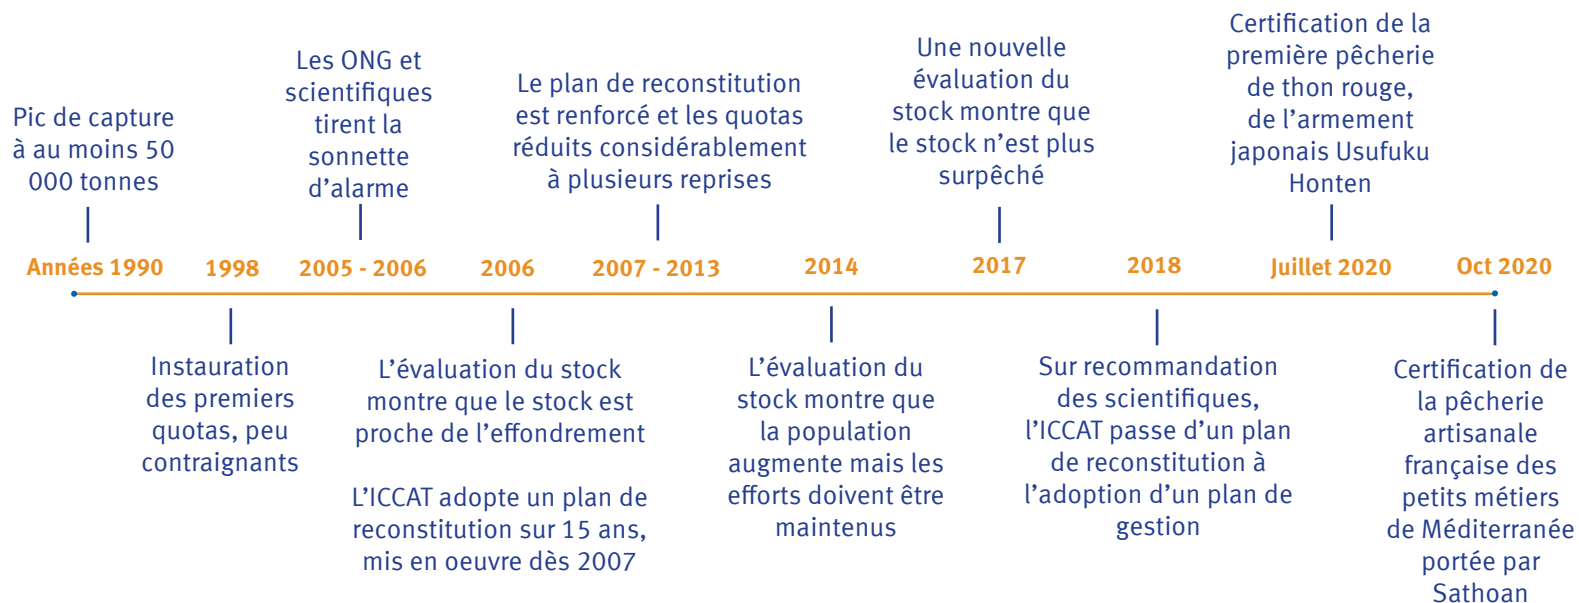 Pic de capture
à au moins 50
000 tonnes
Années 1990
1998
Instauration
des premiers
quotas, peu
contraignants
Les ONG et
scientifiques
tirent la
sonnette
d’alarme
2005 - 2006
2006
L’évaluation du stock
montre que le stock est
proche de l’effondrement
L’ICCAT adopte un plan de
reconstitution sur 15 ans,
mis en oeuvre dès 2007
Le plan de reconstitution
est renforcé et les quotas
réduits considérablement
à plusieurs reprises
2007 - 2013
2014
L’évaluation du
stock montre que
la population
augmente mais les
efforts doivent être
maintenus
Une nouvelle
évaluation du
stock montre que
le stock n’est plus
surpêché
2017
2018
Sur recommandation
des scientifiques,
l’ICCAT passe d’un plan
de reconstitution à
l’adoption d’un plan de
gestion
Certification de la
première pêcherie
de thon rouge,
de l’armement
japonais Usufuku
Honten
Juillet 2020
Oct 2020
Certification de
la pêcherie
artisanale
française des
petits métiers
de Méditerranée
portée par
Sathoan